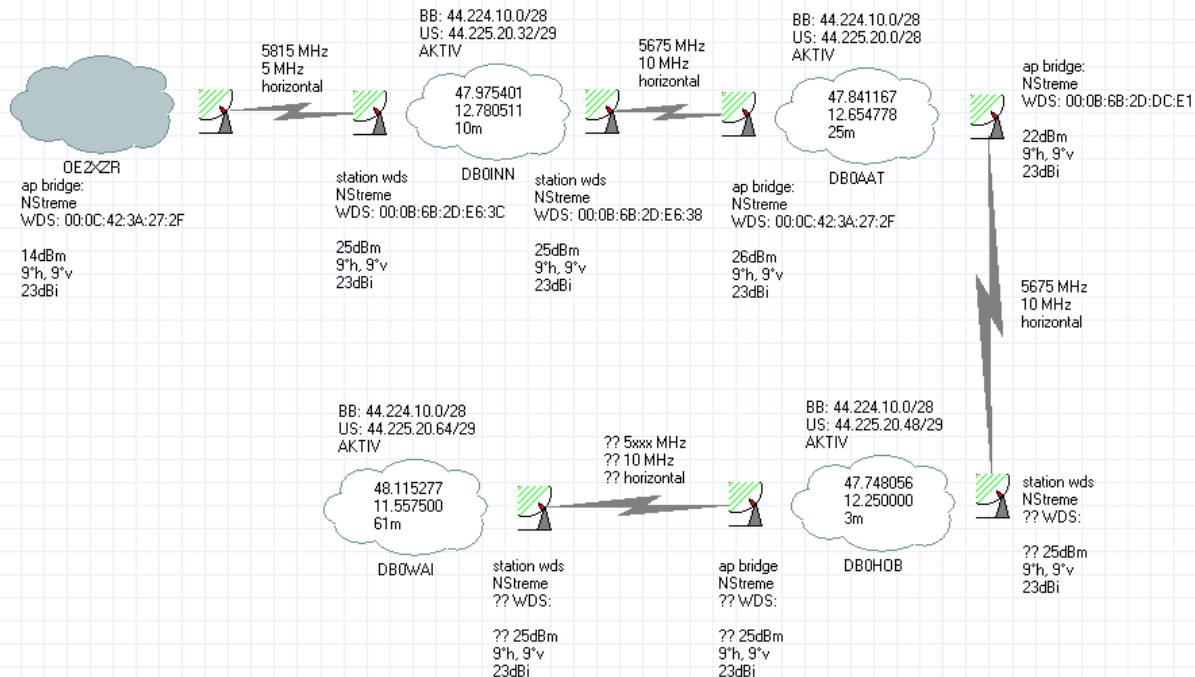 BB: 44.224.10.0/28
US: 44.225.20.32/29
AKTIV
BB: 44.224.10.0/28
US: 44.225.20.0/28
AKTIV
5815 MHz
5 MHz
horizontal
5675 MHz
10 MHz
horizontal
ap bridge:
NStreme
WDS: 00:0B:6B:2D:DC:E1
22dBm
9°h, 9°v
23dBi
47.975401
12.780511
10m
47.841167
12.654778
25m
OE2XZR
DB0INN
DB0AAT
ap bridge:
NStreme
WDS: 00:0C:42:3A:27:2F
14dBm
9°h, 9°v
23dBi
station wds
NStreme
WDS: 00:0B:6B:2D:E6:3C
25dBm
9°h, 9°v
23dBi
station wds
NStreme
WDS: 00:0B:6B:2D:E6:38
25dBm
9°h, 9°v
23dBi
ap bridge:
NStreme
WDS: 00:0C:42:3A:27:2F
26dBm
9°h, 9°v
23dBi
5675 MHz
10 MHz
horizontal
BB: 44.224.10.0/28
US: 44.225.20.64/29
AKTIV
BB: 44.224.10.0/28
US: 44.225.20.48/29
AKTIV
?? 5xxx MHz
?? 10 MHz
?? horizontal
48.115277
11.557500
61m
47.748056
12.250000
3m
DB0WAI
DB0HOB
station wds
NStreme
?? WDS:
?? 25dBm
9°h, 9°v
23dBi
station wds
NStreme
?? WDS:
?? 25dBm
9°h, 9°v
23dBi
ap bridge
NStreme
?? WDS:
?? 25dBm
9°h, 9°v
23dBi